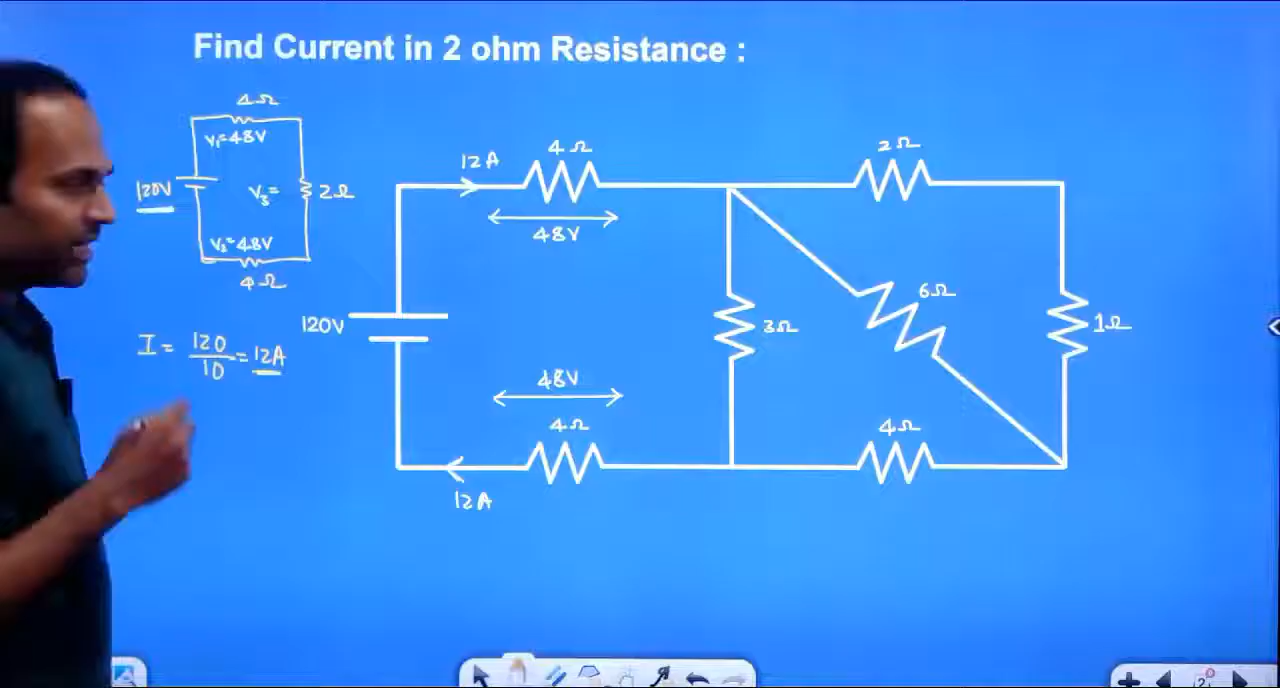 Find Current in 2 ohm Resistance :
4Ω
V₁=48V
120V
V₃=
2Ω
V₂=48V
4Ω
I = 120/10 = 12A
12A
4Ω
48V
2Ω
120V
3Ω
6Ω
1Ω
48V
4Ω
4Ω
12A